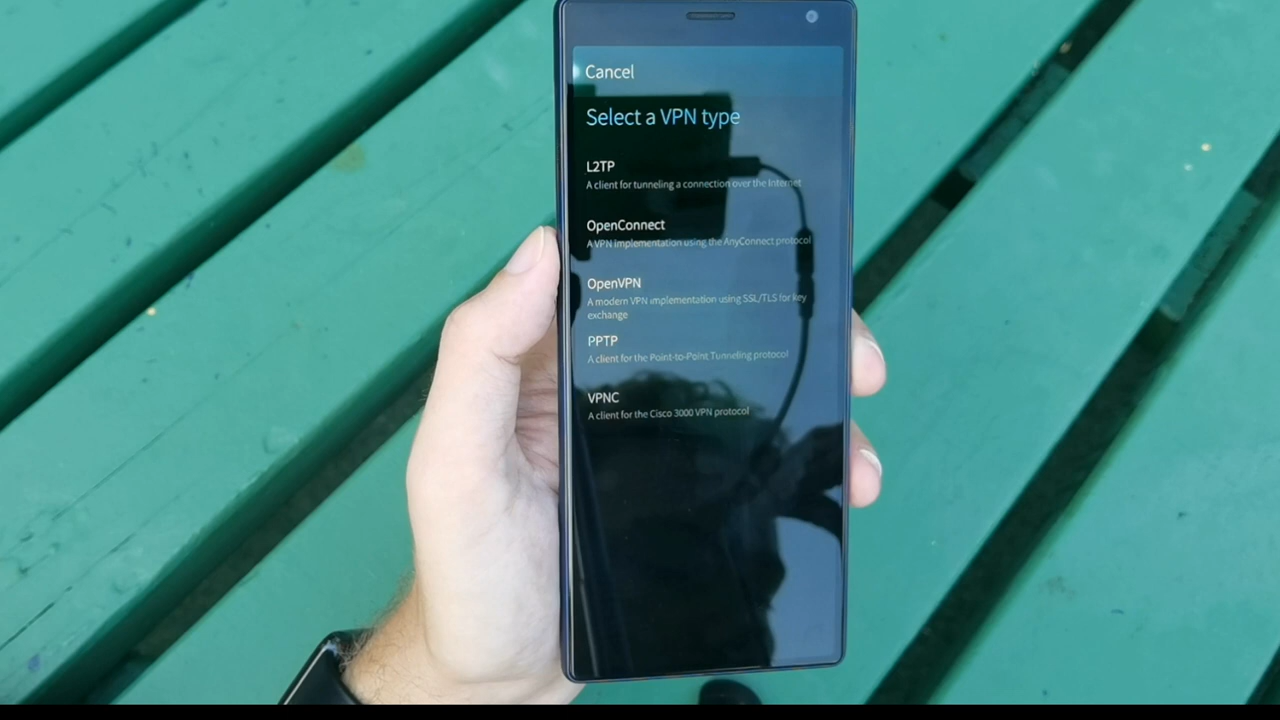 Cancel
Select a VPN type
L2TP
A client for tunneling a connection over the Internet
OpenConnect
A VPN implementation using the AnyConnect protocol
OpenVPN
A modern VPN implementation using SSL/TLS for key
exchange
PPTP
A client for the Point-to-Point Tunneling protocol
VPNC
A client for the Cisco 3000 VPN protocol